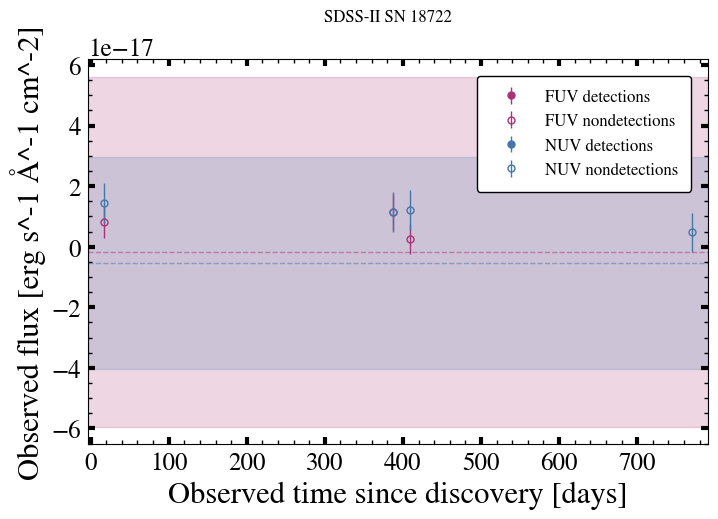 SDSS-II SN 18722
1e−17
Observed flux [erg s^-1 Å^-1 cm^-2]
6
4
2
0
−2
−4
−6
FUV detections
FUV nondetections
NUV detections
NUV nondetections
0 100 200 300 400 500 600 700
Observed time since discovery [days]